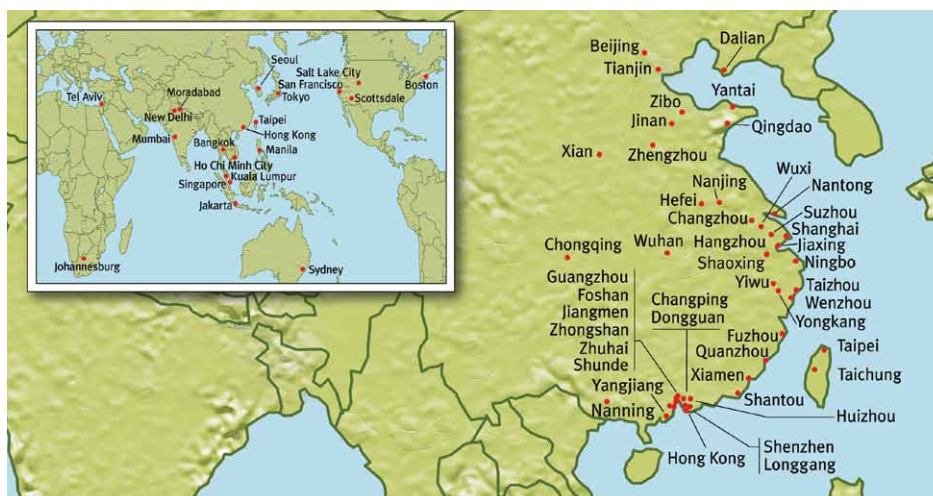 Seoul
Salt Lake City
San Francisco
Boston
Tel Aviv
Moradabad
Tokyo
Scottsdale
New Delhi
Taipei
Mumbai
Hong Kong
Bangkok
Manila
Ho Chi Minh City
Kuala Lumpur
Singapore
Jakarta
Johannesburg
Sydney
Beijing
Dalian
Tianjin
Yantai
Zibo
Jinan
Qingdao
Xian
Zhengzhou
Wuxi
Nanjing
Nantong
Hefei
Suzhou
Changzhou
Shanghai
Chongqing
Wuhan
Hangzhou
Jiaxing
Shaoxing
Ningbo
Guangzhou
Foshan
Jiangmen
Zhongshan
Zhuhai
Shunde
Changping
Dongguan
Yiwu
Taizhou
Wenzhou
Yongkang
Fuzhou
Quanzhou
Taipei
Xiamen
Taichung
Yangjiang
Nanning
Shantou
Huizhou
Hong Kong
Shenzhen
Longgang